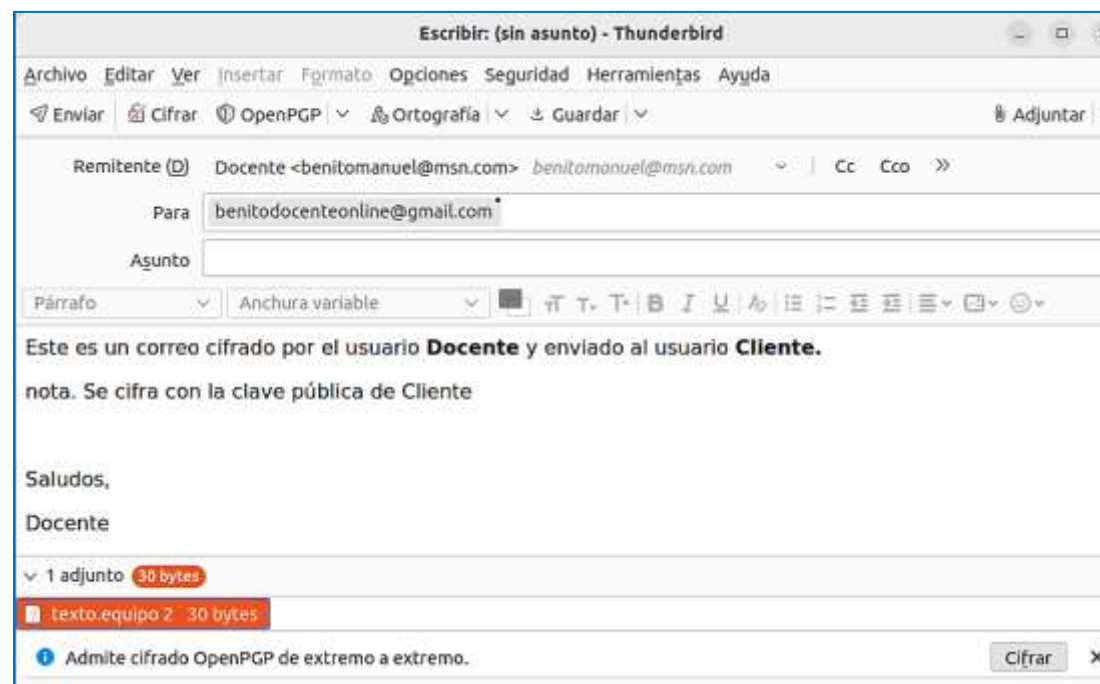 Escribir: (sin asunto) - Thunderbird
Archivo Editar Ver Insertar Formato Opciones Seguridad Herramientas Ayuda
Enviar Cifrar OpenPGP Ortografía Guardar Adjuntar
Remitente (D) Docente <benitomanuel@msn.com> benitomanuel@msn.com Cc Cco »
Para benitodocenteonline@gmail.com
Asunto
Párrafo Anchura variable
Este es un correo cifrado por el usuario Docente y enviado al usuario Cliente.
nota. Se cifra con la clave pública de Cliente
Saludos,
Docente
1 adjunto 30 bytes
texto.equipo 2 30 bytes
Admite cifrado OpenPGP de extremo a extremo. Cifrar